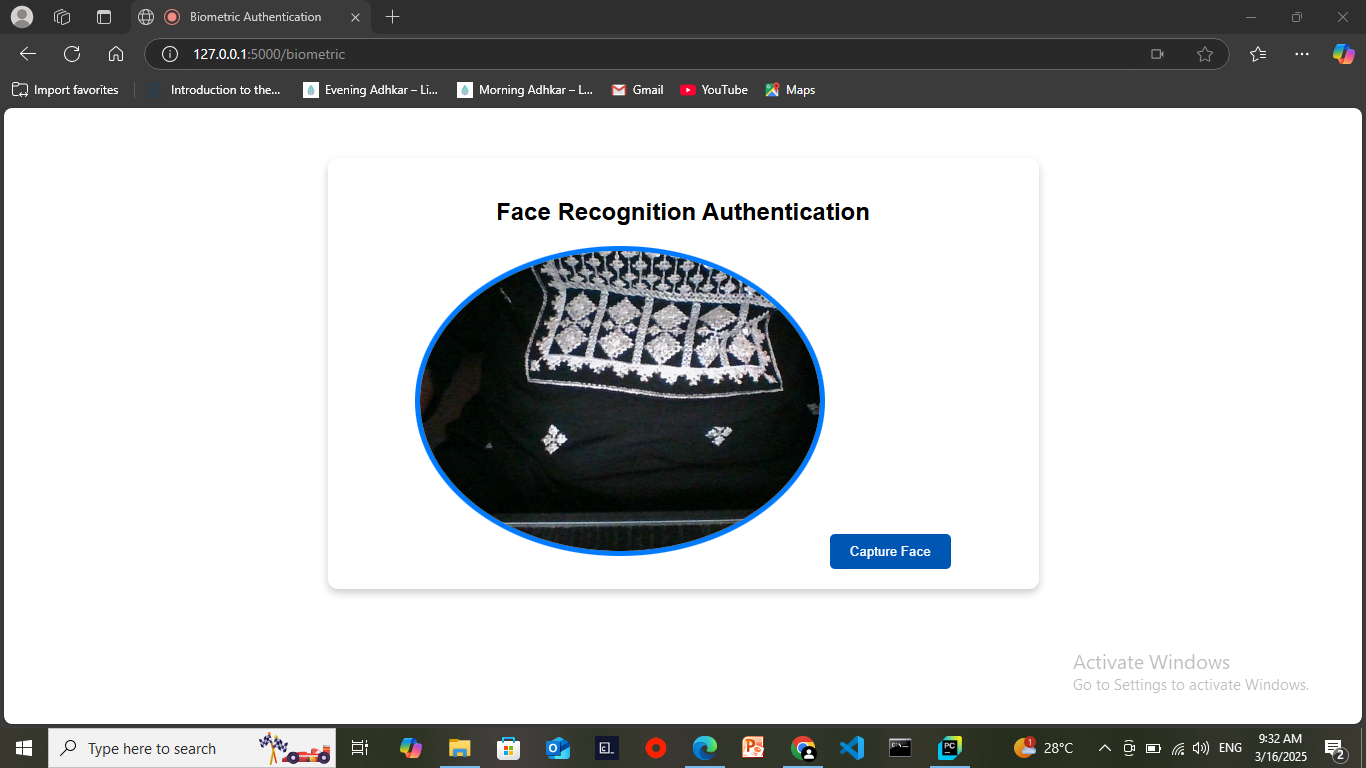 Biometric Authentication
127.0.0.1:5000/biometric
Import favorites
Introduction to the...
Evening Adhkar – Li...
Morning Adhkar – L...
Gmail
YouTube
Maps
Face Recognition Authentication
Capture Face
Activate Windows
Go to Settings to activate Windows.
Type here to search
PC
1
28°C
ENG
9:32 AM
3/16/2025
2